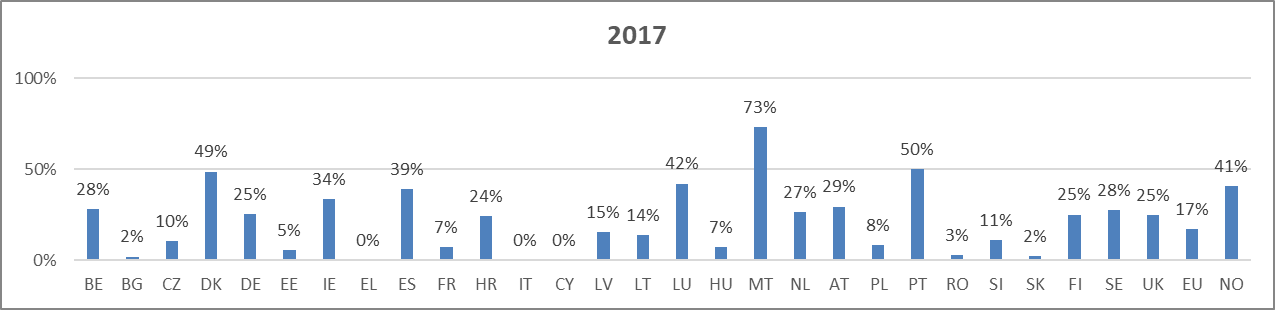 2017
100%
50%
0%
28% 2% 10% 49% 25% 5% 34% 0% 39% 7% 24% 0% 0% 15% 14% 42% 7% 73% 27% 29% 8% 50% 3% 11% 2% 25% 28% 25% 17% 41%
BE BG CZ DK DE EE IE EL ES FR HR IT CY LV LT LU HU MT NL AT PL PT RO SI SK FI SE UK EU NO